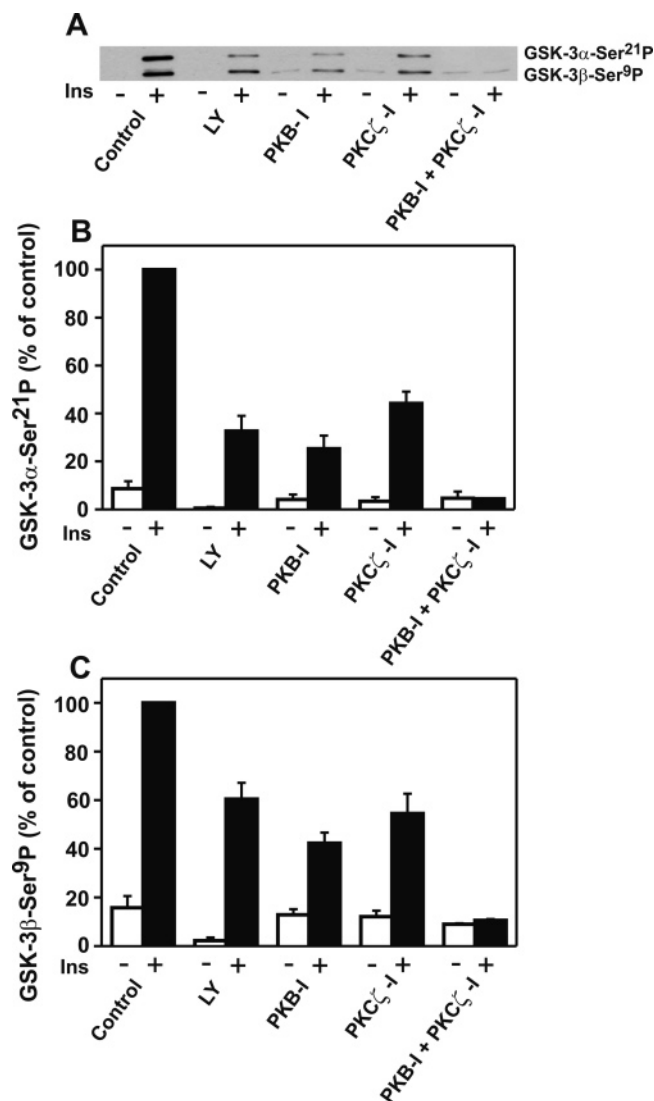 A
GSK-3α-Ser21P
GSK-3β-Ser9P
Ins - + - + - + - + - +
Control LY PKB- I PKCζ -I PKB-I + PKCζ -I
B
GSK-3α-Ser21P (% of control)
100
80
60
40
20
0
Ins - + - + - + - + - +
Control LY PKB-I PKCζ -I PKB-I + PKCζ -I
C
GSK-3β-Ser9P (% of control)
100
80
60
40
20
0
Ins - + - + - + - + - +
Control LY PKB-I PKCζ -I PKB-I + PKCζ -I